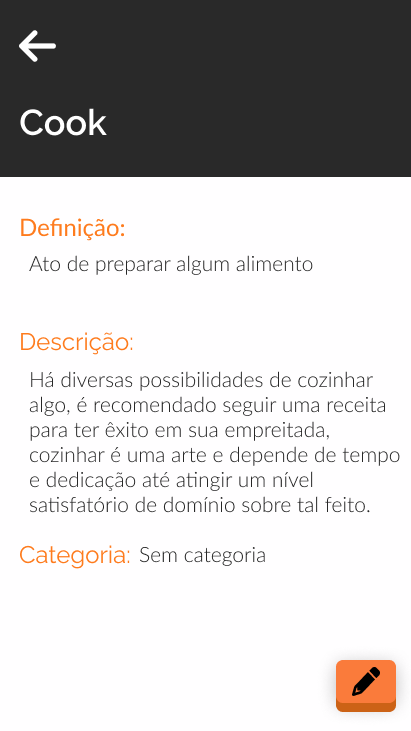 Cook
Definição:
Ato de preparar algum alimento
Descrição:
Há diversas possibilidades de cozinhar
algo, é recomendado seguir uma receita
para ter êxito em sua empreitada,
cozinhar é uma arte e depende de tempo
e dedicação até atingir um nível
satisfatório de domínio sobre tal feito.
Categoria: Sem categoria